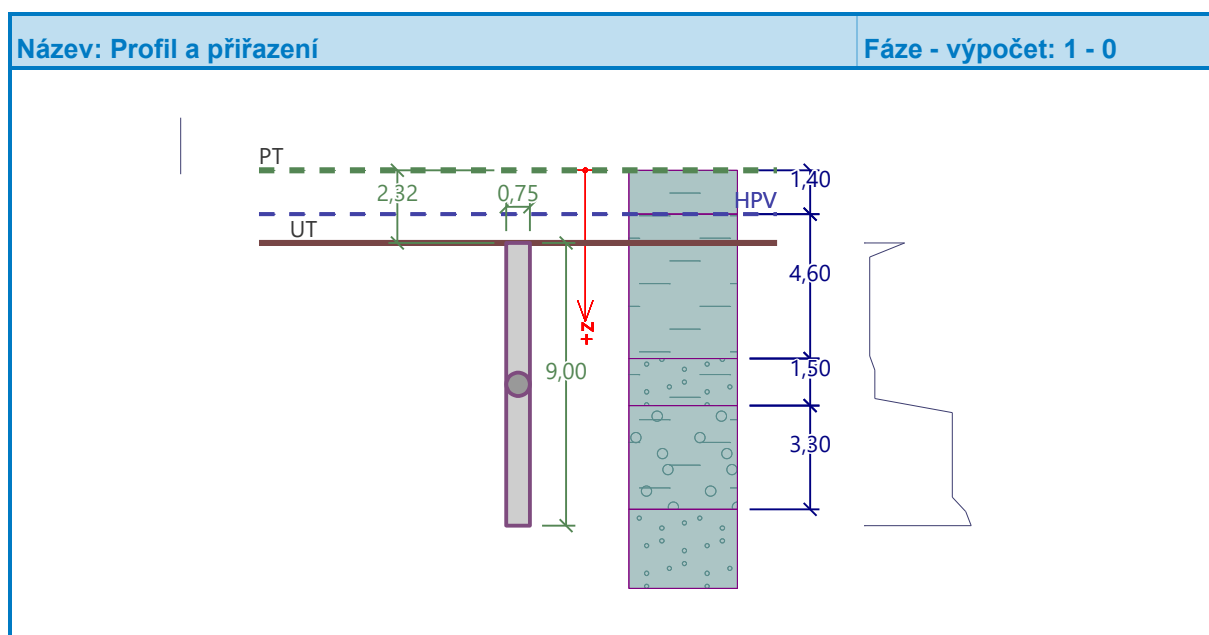 Název: Profil a přiřazení
Fáze - výpočet: 1 - 0
PT
2,32
0,75
1,40
HPV
UT
4,60
+z
9,00
1,50
3,30